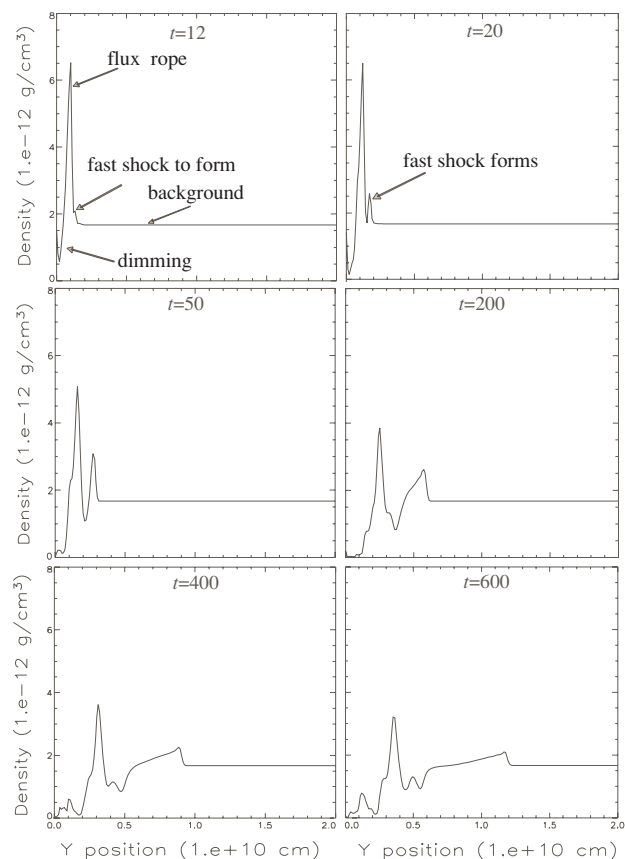 t=12
flux rope
fast shock to form
background
dimming
Density (1.e−12 g/cm³)
8
6
4
2
0
t=20
fast shock forms
t=50
Density (1.e−12 g/cm³)
8
6
4
2
0
t=200
t=400
Density (1.e−12 g/cm³)
8
6
4
2
0
0.0 0.5 1.0 1.5 2.0
Y position (1.e+10 cm)
t=600
0.0 0.5 1.0 1.5 2.0
Y position (1.e+10 cm)